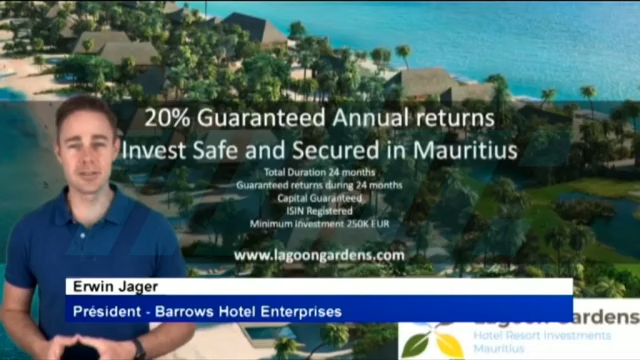 20% Guaranteed Annual returns
Invest Safe and Secured in Mauritius
Total Duration 24 months
Guaranteed returns during 24 months
Capital Guaranteed
ISIN Registered
Minimum Investment 250K EUR
www.lagoongardens.com
Erwin Jager
Président - Barrows Hotel Enterprises
Gardens
Hotel Resort Investments
Mauritius